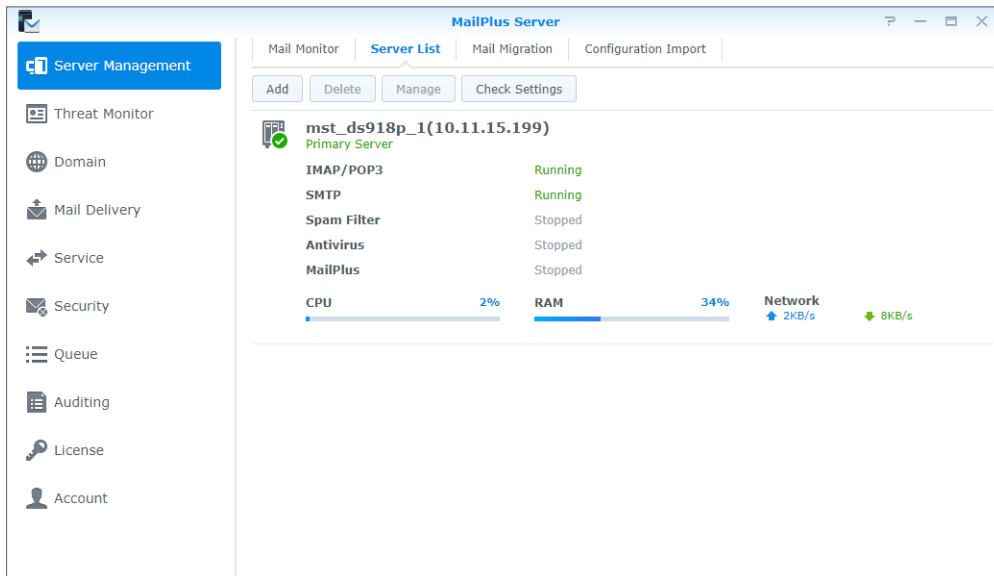 MailPlus Server
Server Management
Threat Monitor
Domain
Mail Delivery
Service
Security
Queue
Auditing
License
Account
Mail Monitor Server List Mail Migration Configuration Import
Add Delete Manage Check Settings
mst_ds918p_1(10.11.15.199)
Primary Server
IMAP/POP3 Running
SMTP Running
Spam Filter Stopped
Antivirus Stopped
MailPlus Stopped
CPU 2% RAM 34% Network
2KB/s 8KB/s